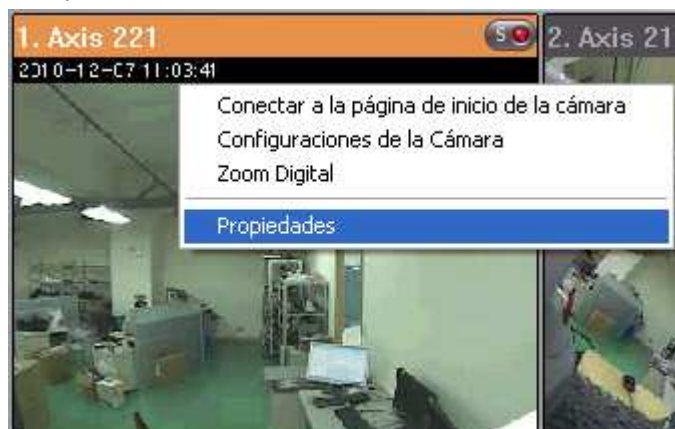 1. Axis 221
S
2. Axis 21
2010-12-07 11:03:41
Conectar a la página de inicio de la cámara
Configuraciones de la Cámara
Zoom Digital
Propiedades